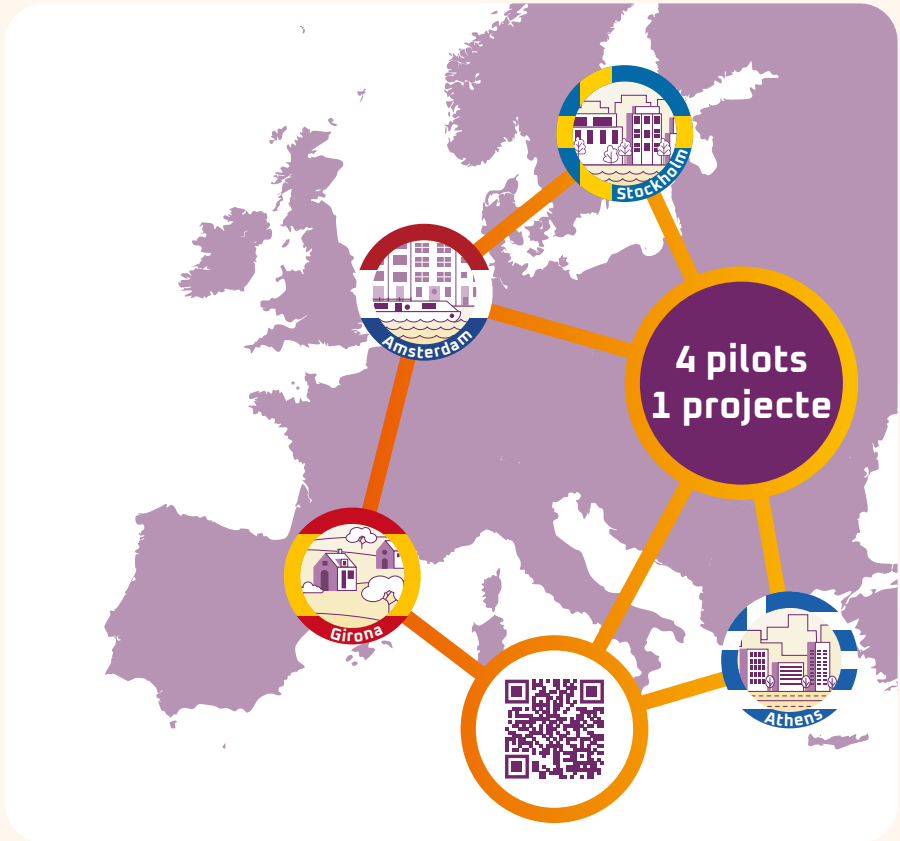 Stockholm
Amsterdam
4 pilots
1 projecte
Girona
Athens